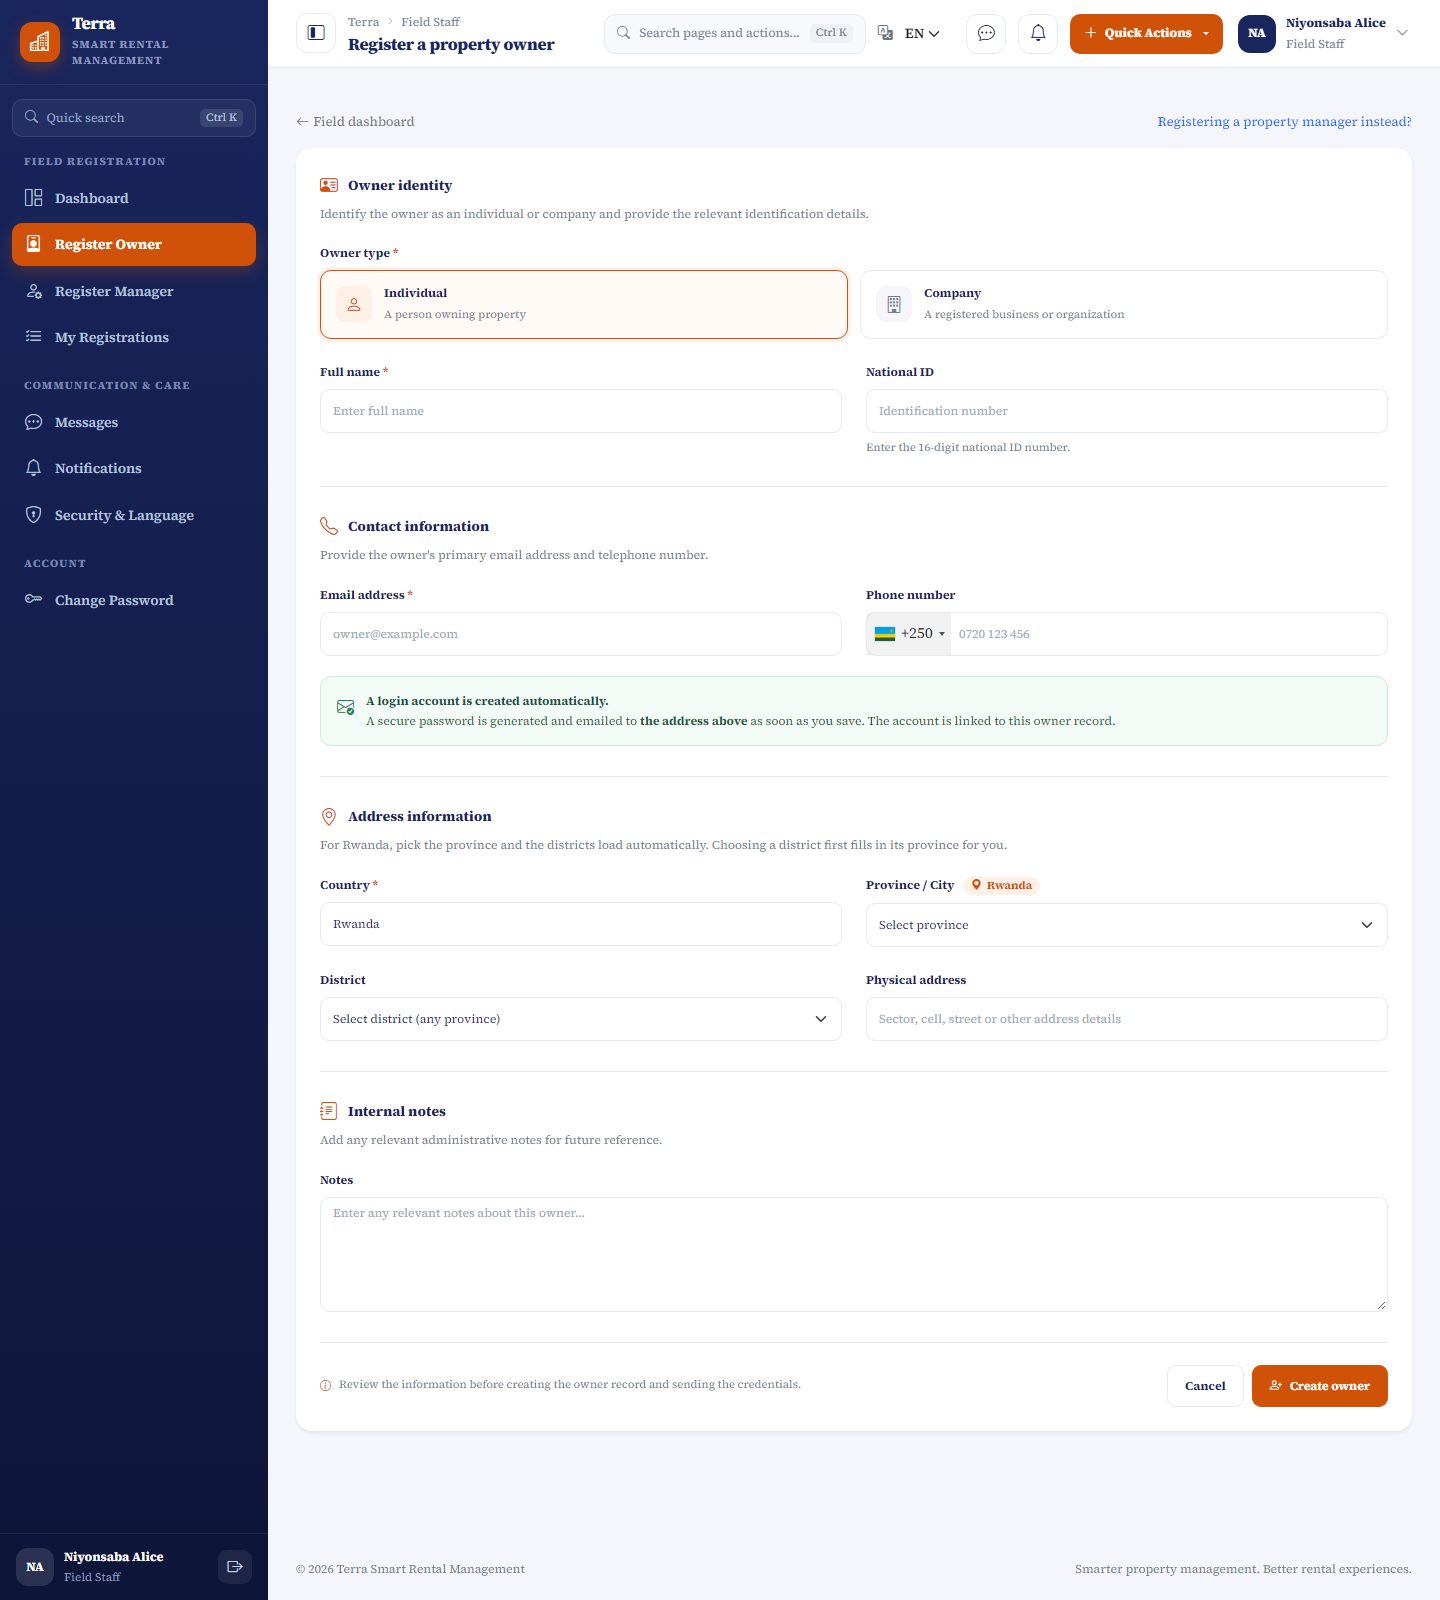 Terra
SMART RENTAL
MANAGEMENT
Quick search
Ctrl K
FIELD REGISTRATION
Dashboard
Register Owner
Register Manager
My Registrations
COMMUNICATION & CARE
Messages
Notifications
Security & Language
ACCOUNT
Change Password
NA
Niyonsaba Alice
Field Staff
Terra
Field Staff
Register a property owner
Search pages and actions...
Ctrl K
EN
+ Quick Actions
NA
Niyonsaba Alice
Field Staff
← Field dashboard
Registering a property manager instead?
Owner identity
Identify the owner as an individual or company and provide the relevant identification details.
Owner type *
Individual
A person owning property
Company
A registered business or organization
Full name *
Enter full name
National ID
Identification number
Enter the 16-digit national ID number.
Contact information
Provide the owner's primary email address and telephone number.
Email address *
owner@example.com
Phone number
+250
0720 123 456
A login account is created automatically.
A secure password is generated and emailed to the address above as soon as you save. The account is linked to this owner record.
Address information
For Rwanda, pick the province and the districts load automatically. Choosing a district first fills in its province for you.
Country *
Rwanda
Province / City
Rwanda
Select province
District
Select district (any province)
Physical address
Sector, cell, street or other address details
Internal notes
Add any relevant administrative notes for future reference.
Notes
Enter any relevant notes about this owner...
Review the information before creating the owner record and sending the credentials.
Cancel
Create owner
© 2026 Terra Smart Rental Management
Smarter property management. Better rental experiences.